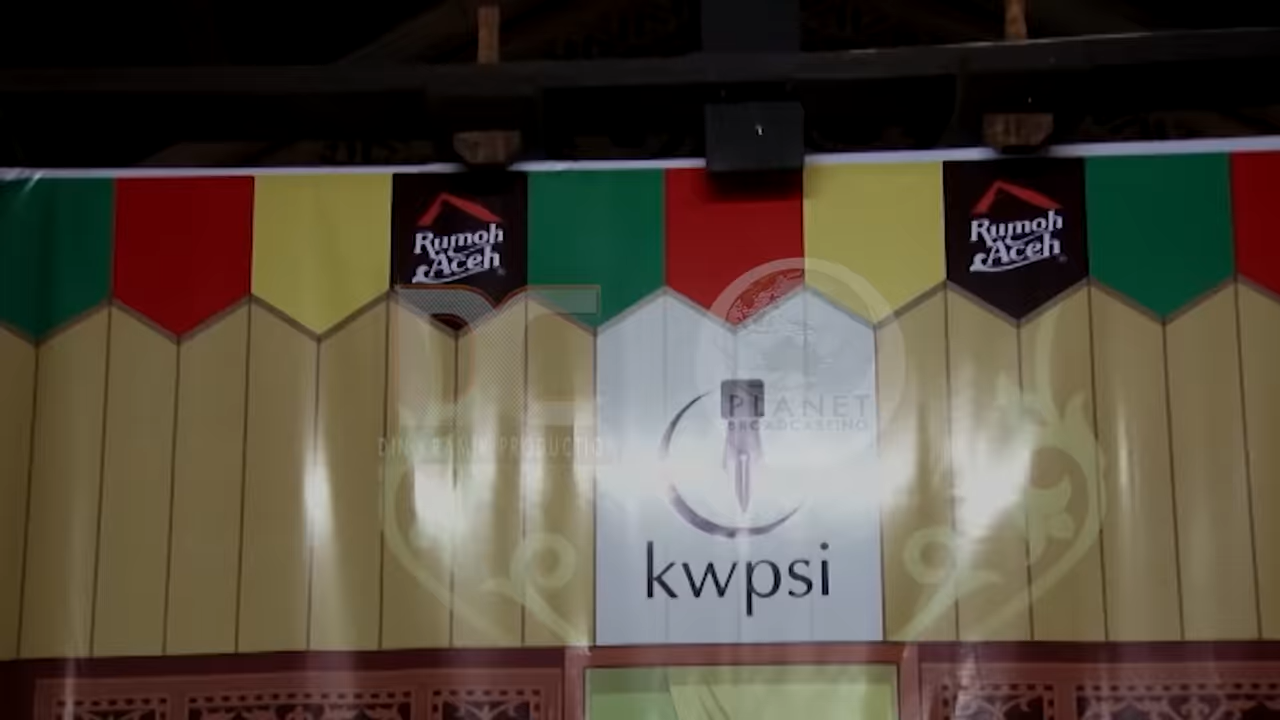 Rumoh
Aceh
Rumoh
Aceh
PLANET
BROADCASTING
kwpsi